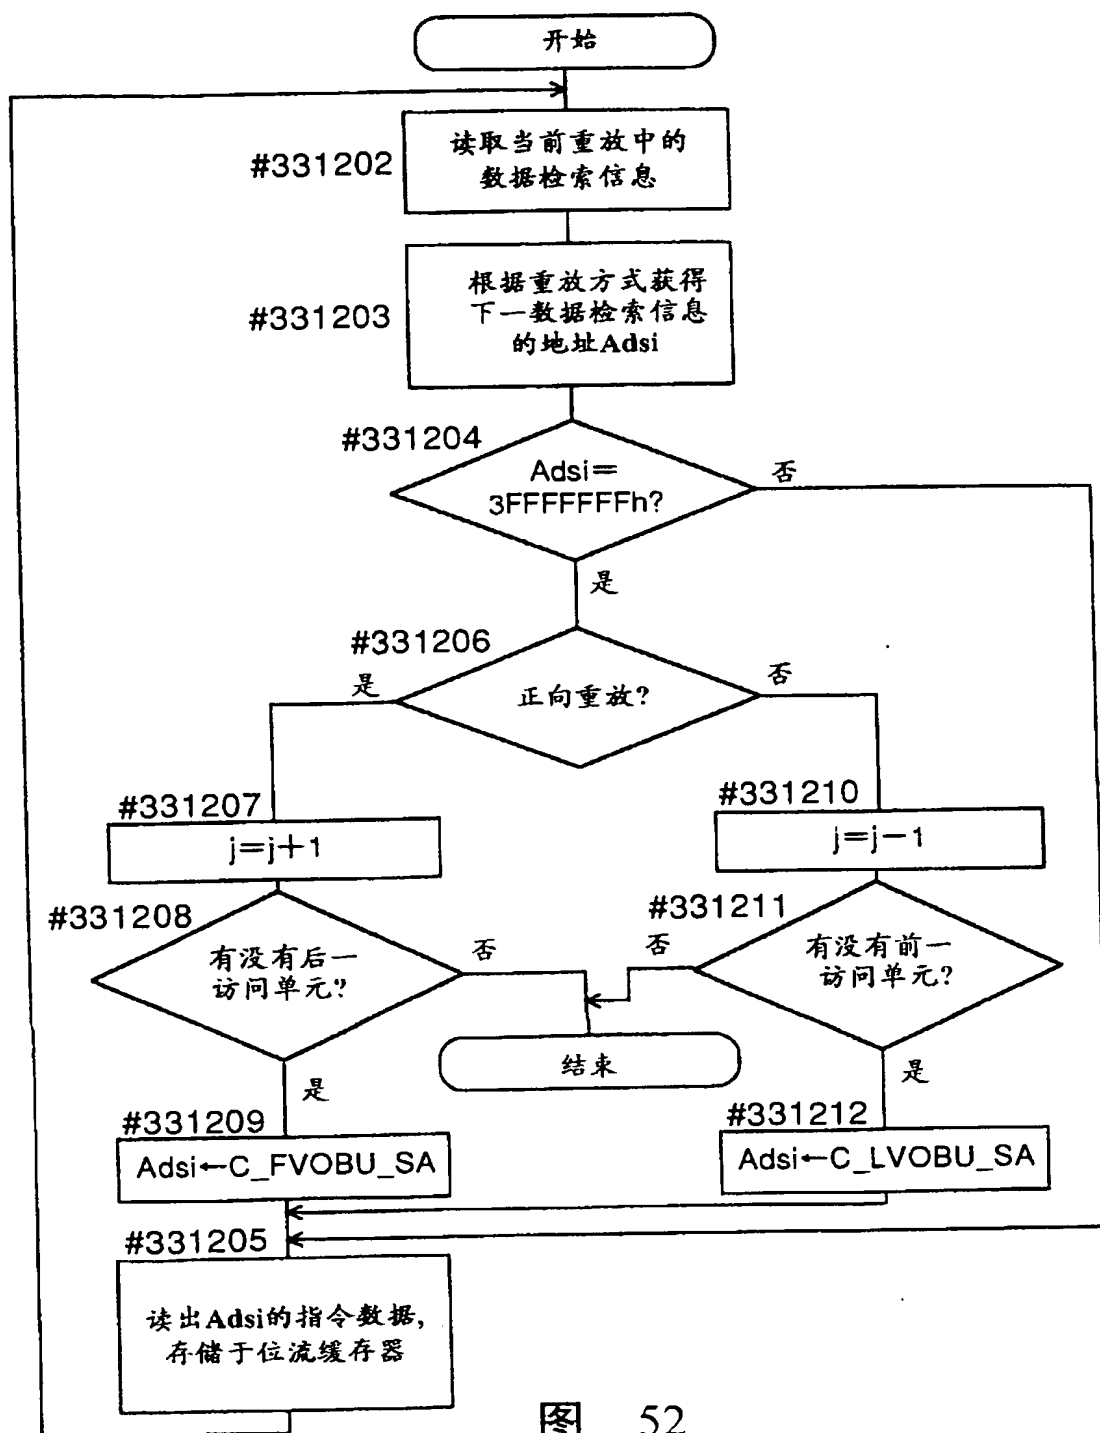 开始
#331202
读取当前重放中的
数据检索信息
#331203
根据重放方式获得
下一数据检索信息
的地址Adsi
#331204
Adsi=
3FFFFFFFh?
否
是
#331206
正向重放?
是
否
#331207
j=j+1
#331210
j=j-1
#331208
有没有后一
访问单元?
否
#331211
有没有前一
访问单元?
否
结束
是
是
#331209
Adsi←C_FVOBU_SA
#331212
Adsi←C_LVOBU_SA
#331205
读出Adsi的指令数据,
存储于位流缓存器
图 52